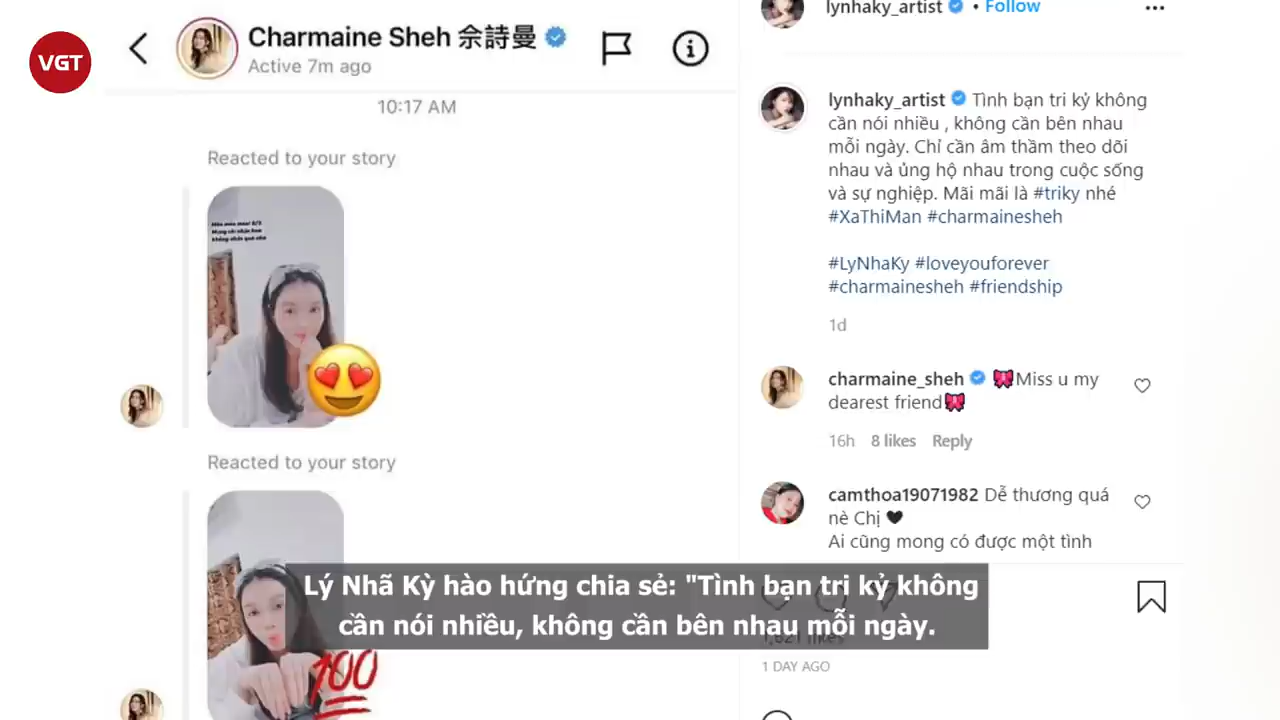 VGT
Charmaine Sheh 佘詩曼
Active 7m ago
10:17 AM
Reacted to your story
Reacted to your story
100
lynhaky_artist • Follow
lynhaky_artist Tình bạn tri kỷ không
cần nói nhiều , không cần bên nhau
mỗi ngày. Chỉ cần âm thầm theo dõi
nhau và ủng hộ nhau trong cuộc sống
và sự nghiệp. Mãi mãi là #triky nhé
#XaThiMan #charmainesheh
#LyNhaKy #loveyouforever
#charmainesheh #friendship
1d
charmaine_sheh 🎀Miss u my
dearest friend🎀
16h 8 likes Reply
camthoa19071982 Dễ thương quá
nè Chị 🖤
Ai cũng mong có được một tình
1 DAY AGO
Lý Nhã Kỳ hào hứng chia sẻ: "Tình bạn tri kỷ không
cần nói nhiều, không cần bên nhau mỗi ngày.